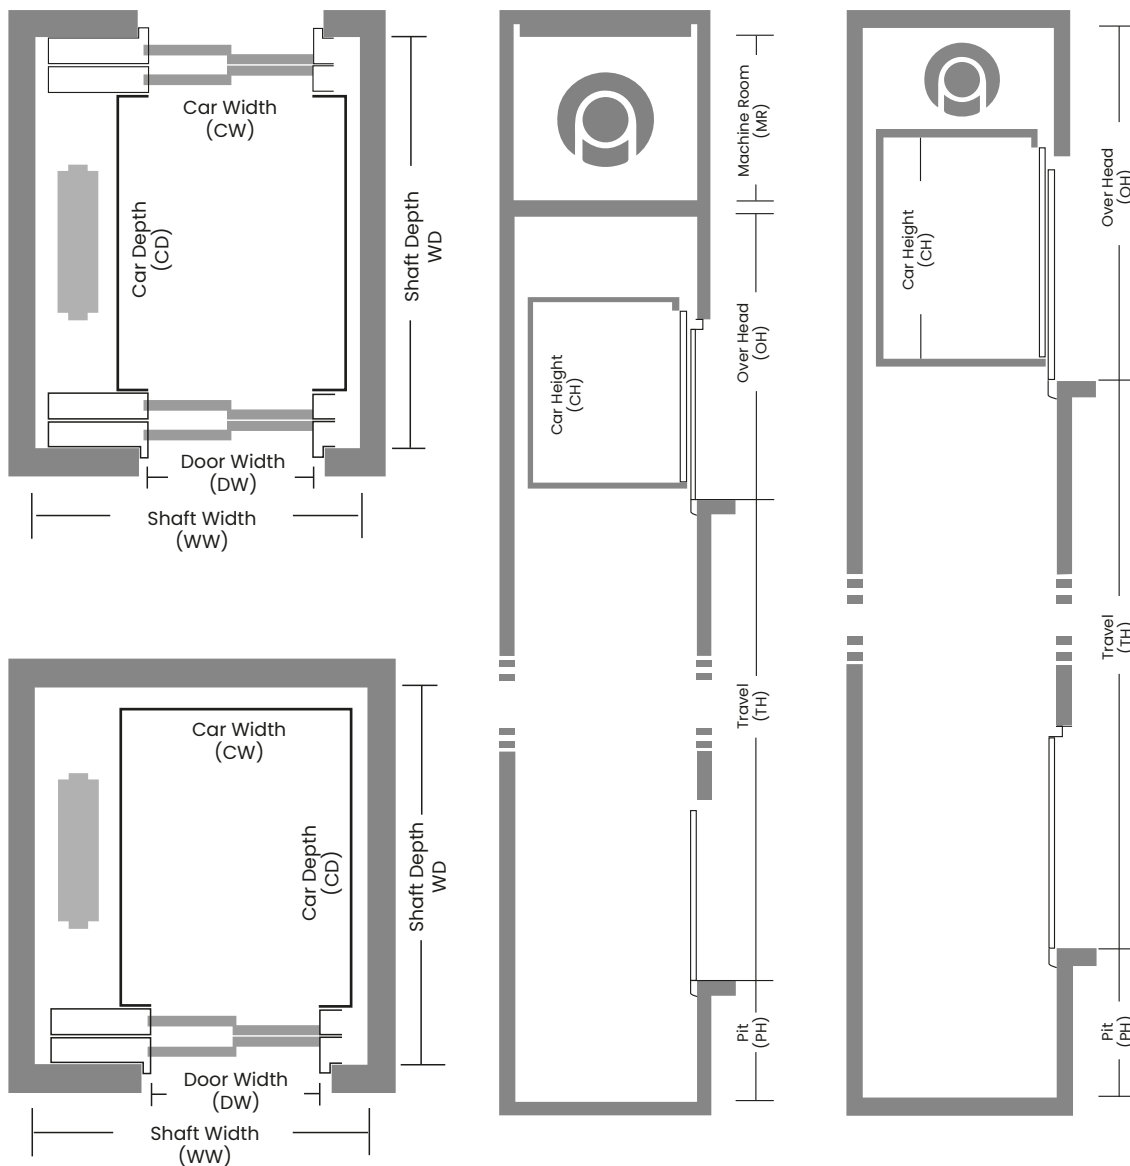 Car Width
(CW)
Car Depth
(CD)
Shaft Depth
WD
Door Width
(DW)
Shaft Width
(WW)
Car Width
(CW)
Car Depth
(CD)
Shaft Depth
WD
Door Width
(DW)
Shaft Width
(WW)
Machine Room
(MR)
Over Head
(OH)
Car Height
(CH)
Travel
(TH)
Pit
(PH)
Over Head
(OH)
Car Height
(CH)
Travel
(TH)
Pit
(PH)